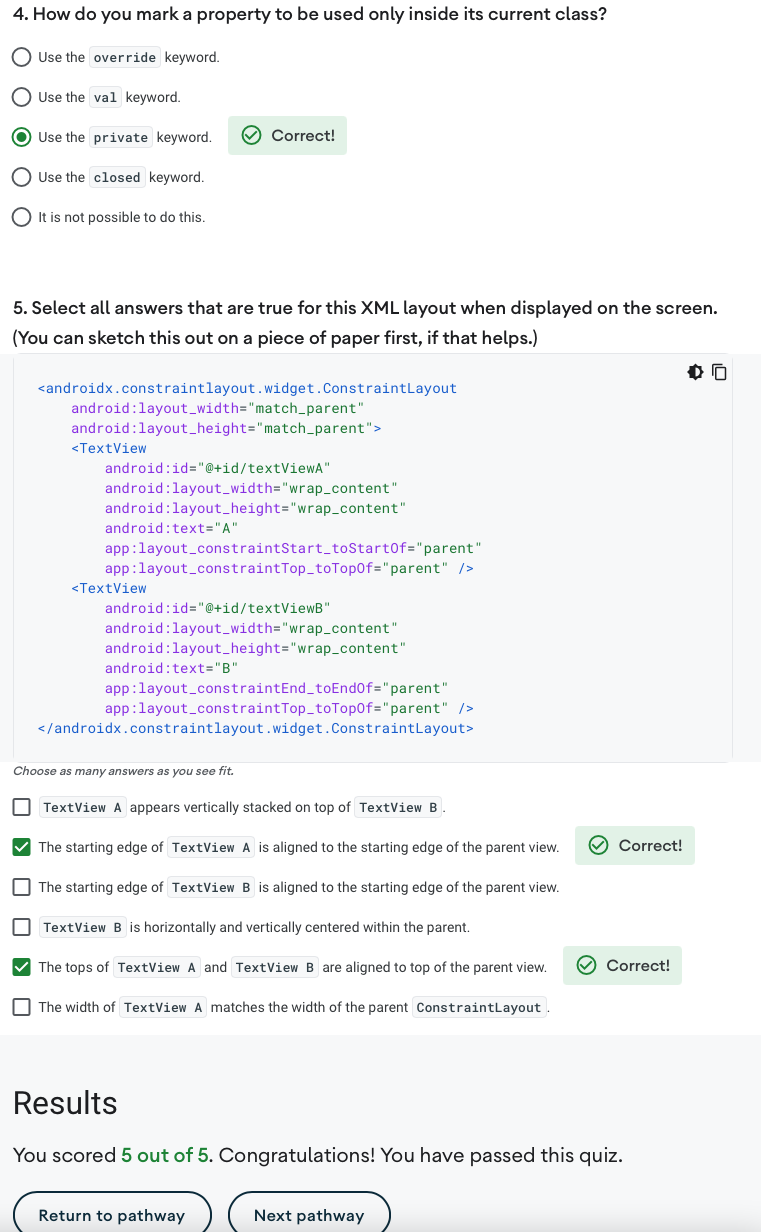 4. How do you mark a property to be used only inside its current class?
Use the override keyword.
Use the val keyword.
Use the private keyword. Correct!
Use the closed keyword.
It is not possible to do this.
5. Select all answers that are true for this XML layout when displayed on the screen.
(You can sketch this out on a piece of paper first, if that helps.)
<androidx.constraintlayout.widget.ConstraintLayout
    android:layout_width="match_parent"
    android:layout_height="match_parent">
    <TextView
        android:id="@+id/textViewA"
        android:layout_width="wrap_content"
        android:layout_height="wrap_content"
        android:text="A"
        app:layout_constraintStart_toStartOf="parent"
        app:layout_constraintTop_toTopOf="parent" />
    <TextView
        android:id="@+id/textViewB"
        android:layout_width="wrap_content"
        android:layout_height="wrap_content"
        android:text="B"
        app:layout_constraintEnd_toEndOf="parent"
        app:layout_constraintTop_toTopOf="parent" />
</androidx.constraintlayout.widget.ConstraintLayout>
Choose as many answers as you see fit.
TextView A appears vertically stacked on top of TextView B.
The starting edge of TextView A is aligned to the starting edge of the parent view. Correct!
The starting edge of TextView B is aligned to the starting edge of the parent view.
TextView B is horizontally and vertically centered within the parent.
The tops of TextView A and TextView B are aligned to top of the parent view. Correct!
The width of TextView A matches the width of the parent ConstraintLayout.
Results
You scored 5 out of 5. Congratulations! You have passed this quiz.
Return to pathway Next pathway